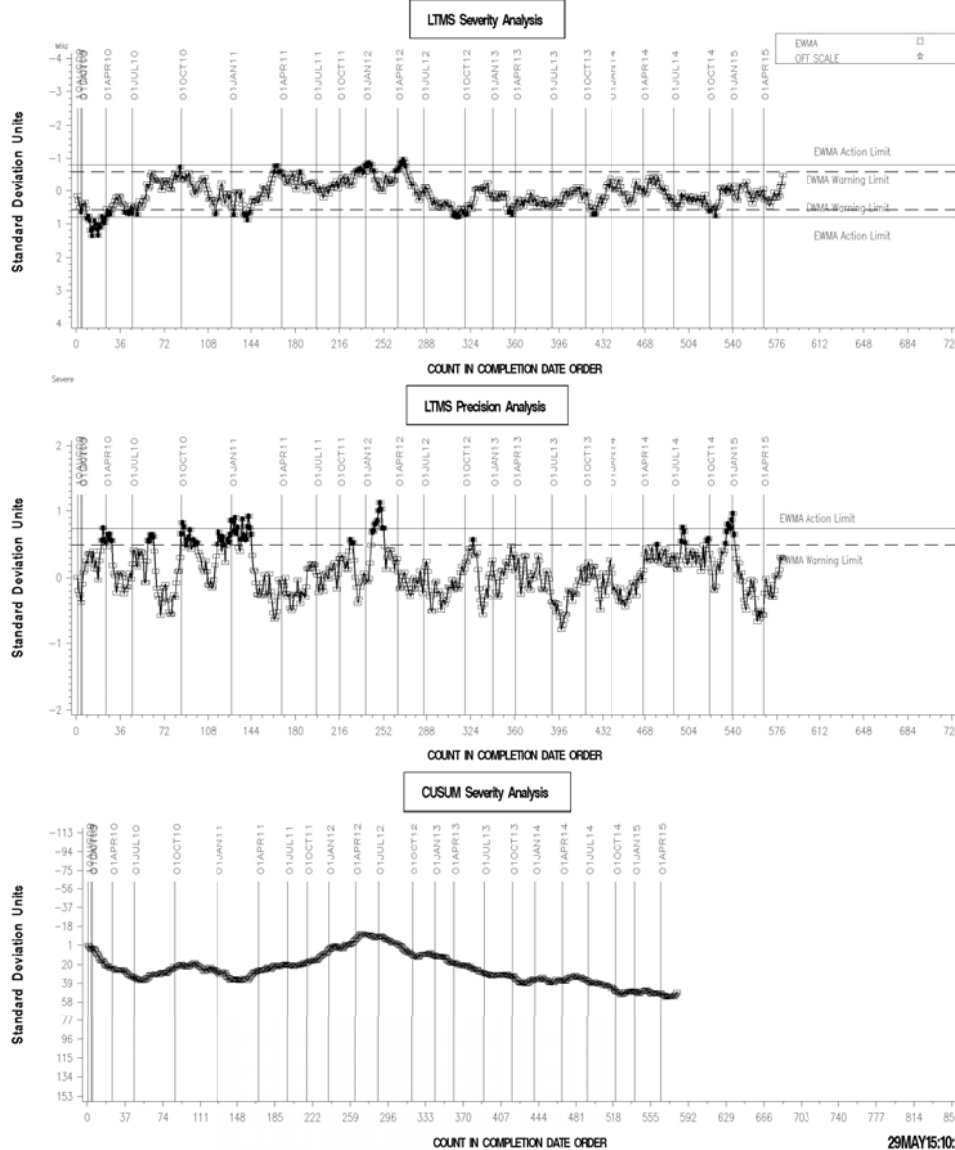 LTMS Severity Analysis
Mild
EWMA
OFF SCALE
01APR10
01JUL10
01OCT10
01JAN11
01APR11
01JUL11
01OCT11
01JAN12
01APR12
01JUL12
01OCT12
01JAN13
01APR13
01JUL13
01OCT13
01JAN14
01APR14
01JUL14
01OCT14
01JAN15
01APR15
-4
-3
-2
-1
0
1
2
3
4
Standard Deviation Units
EWMA Action Limit
EWMA Warning Limit
EWMA Warning Limit
EWMA Action Limit
0 36 72 108 144 180 216 252 288 324 360 396 432 468 504 540 576 612 648 684
COUNT IN COMPLETION DATE ORDER
Severe
LTMS Precision Analysis
01APR10
01JUL10
01OCT10
01JAN11
01APR11
01JUL11
01OCT11
01JAN12
01APR12
01JUL12
01OCT12
01JAN13
01APR13
01JUL13
01OCT13
01JAN14
01APR14
01JUL14
01OCT14
01JAN15
01APR15
2
1
0
-1
-2
Standard Deviation Units
EWMA Action Limit
EWMA Warning Limit
0 36 72 108 144 180 216 252 288 324 360 396 432 468 504 540 576 612 648 684
COUNT IN COMPLETION DATE ORDER
CUSUM Severity Analysis
01APR10
01JUL10
01OCT10
01JAN11
01APR11
01JUL11
01OCT11
01JAN12
01APR12
01JUL12
01OCT12
01JAN13
01APR13
01JUL13
01OCT13
01JAN14
01APR14
01JUL14
01OCT14
01JAN15
01APR15
-113
-94
-75
-56
-37
-18
1
20
39
58
77
96
115
134
153
Standard Deviation Units
0 37 74 111 148 185 222 259 296 333 370 407 444 481 518 555 592 629 666 703 740 777 814
COUNT IN COMPLETION DATE ORDER
29MAY15:10: